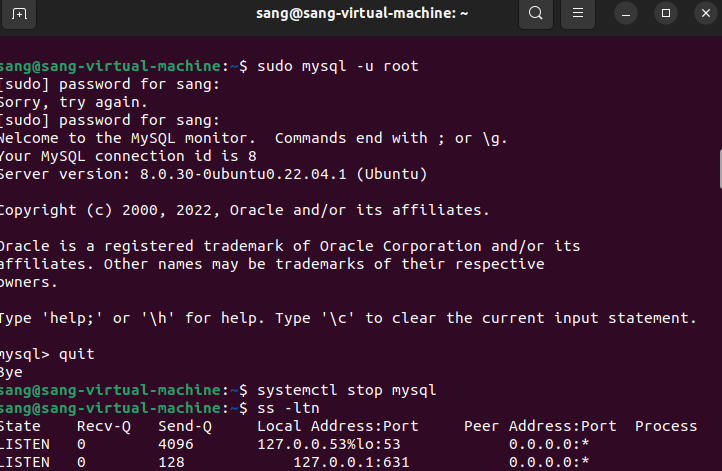 sang@sang-virtual-machine: ~
sang@sang-virtual-machine:~$ sudo mysql -u root
[sudo] password for sang:
Sorry, try again.
[sudo] password for sang:
Welcome to the MySQL monitor.  Commands end with ; or \g.
Your MySQL connection id is 8
Server version: 8.0.30-0ubuntu0.22.04.1 (Ubuntu)
Copyright (c) 2000, 2022, Oracle and/or its affiliates.
Oracle is a registered trademark of Oracle Corporation and/or its
affiliates. Other names may be trademarks of their respective
owners.
Type 'help;' or '\h' for help. Type '\c' to clear the current input statement.
mysql> quit
Bye
sang@sang-virtual-machine:~$ systemctl stop mysql
sang@sang-virtual-machine:~$ ss -ltn
State    Recv-Q   Send-Q     Local Address:Port     Peer Address:Port  Process
LISTEN   0        4096       127.0.0.53%lo:53            0.0.0.0:*
LISTEN   0        128            127.0.0.1:631           0.0.0.0:*